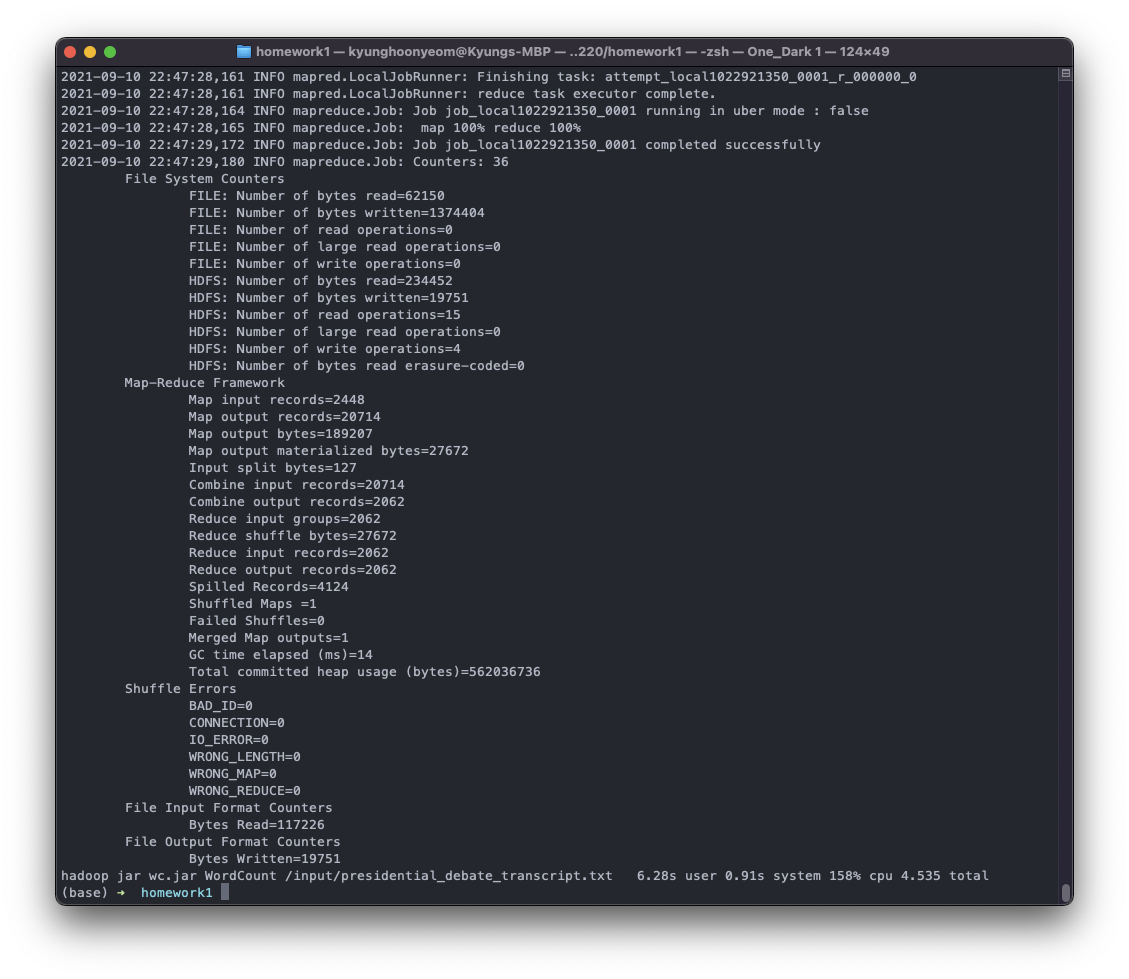 homework1 — kyunghoonyeom@Kyungs-MBP — ..220/homework1 — -zsh — One_Dark 1 — 124×49
2021-09-10 22:47:28,161 INFO mapred.LocalJobRunner: Finishing task: attempt_local1022921350_0001_r_000000_0
2021-09-10 22:47:28,161 INFO mapred.LocalJobRunner: reduce task executor complete.
2021-09-10 22:47:28,164 INFO mapreduce.Job: Job job_local1022921350_0001 running in uber mode : false
2021-09-10 22:47:28,165 INFO mapreduce.Job:  map 100% reduce 100%
2021-09-10 22:47:29,172 INFO mapreduce.Job: Job job_local1022921350_0001 completed successfully
2021-09-10 22:47:29,180 INFO mapreduce.Job: Counters: 36
File System Counters
FILE: Number of bytes read=62150
FILE: Number of bytes written=1374404
FILE: Number of read operations=0
FILE: Number of large read operations=0
FILE: Number of write operations=0
HDFS: Number of bytes read=234452
HDFS: Number of bytes written=19751
HDFS: Number of read operations=15
HDFS: Number of large read operations=0
HDFS: Number of write operations=4
HDFS: Number of bytes read erasure-coded=0
Map-Reduce Framework
Map input records=2448
Map output records=20714
Map output bytes=189207
Map output materialized bytes=27672
Input split bytes=127
Combine input records=20714
Combine output records=2062
Reduce input groups=2062
Reduce shuffle bytes=27672
Reduce input records=2062
Reduce output records=2062
Spilled Records=4124
Shuffled Maps =1
Failed Shuffles=0
Merged Map outputs=1
GC time elapsed (ms)=14
Total committed heap usage (bytes)=562036736
Shuffle Errors
BAD_ID=0
CONNECTION=0
IO_ERROR=0
WRONG_LENGTH=0
WRONG_MAP=0
WRONG_REDUCE=0
File Input Format Counters
Bytes Read=117226
File Output Format Counters
Bytes Written=19751
hadoop jar wc.jar WordCount /input/presidential_debate_transcript.txt   6.28s user 0.91s system 158% cpu 4.535 total
(base) ➜  homework1